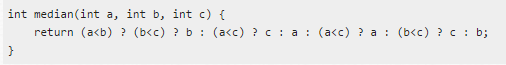 int median(int a, int b, int c) {
    return (a<b) ? (b<c) ? b : (a<c) ? c : a : (a<c) ? a : (b<c) ? c : b;
}